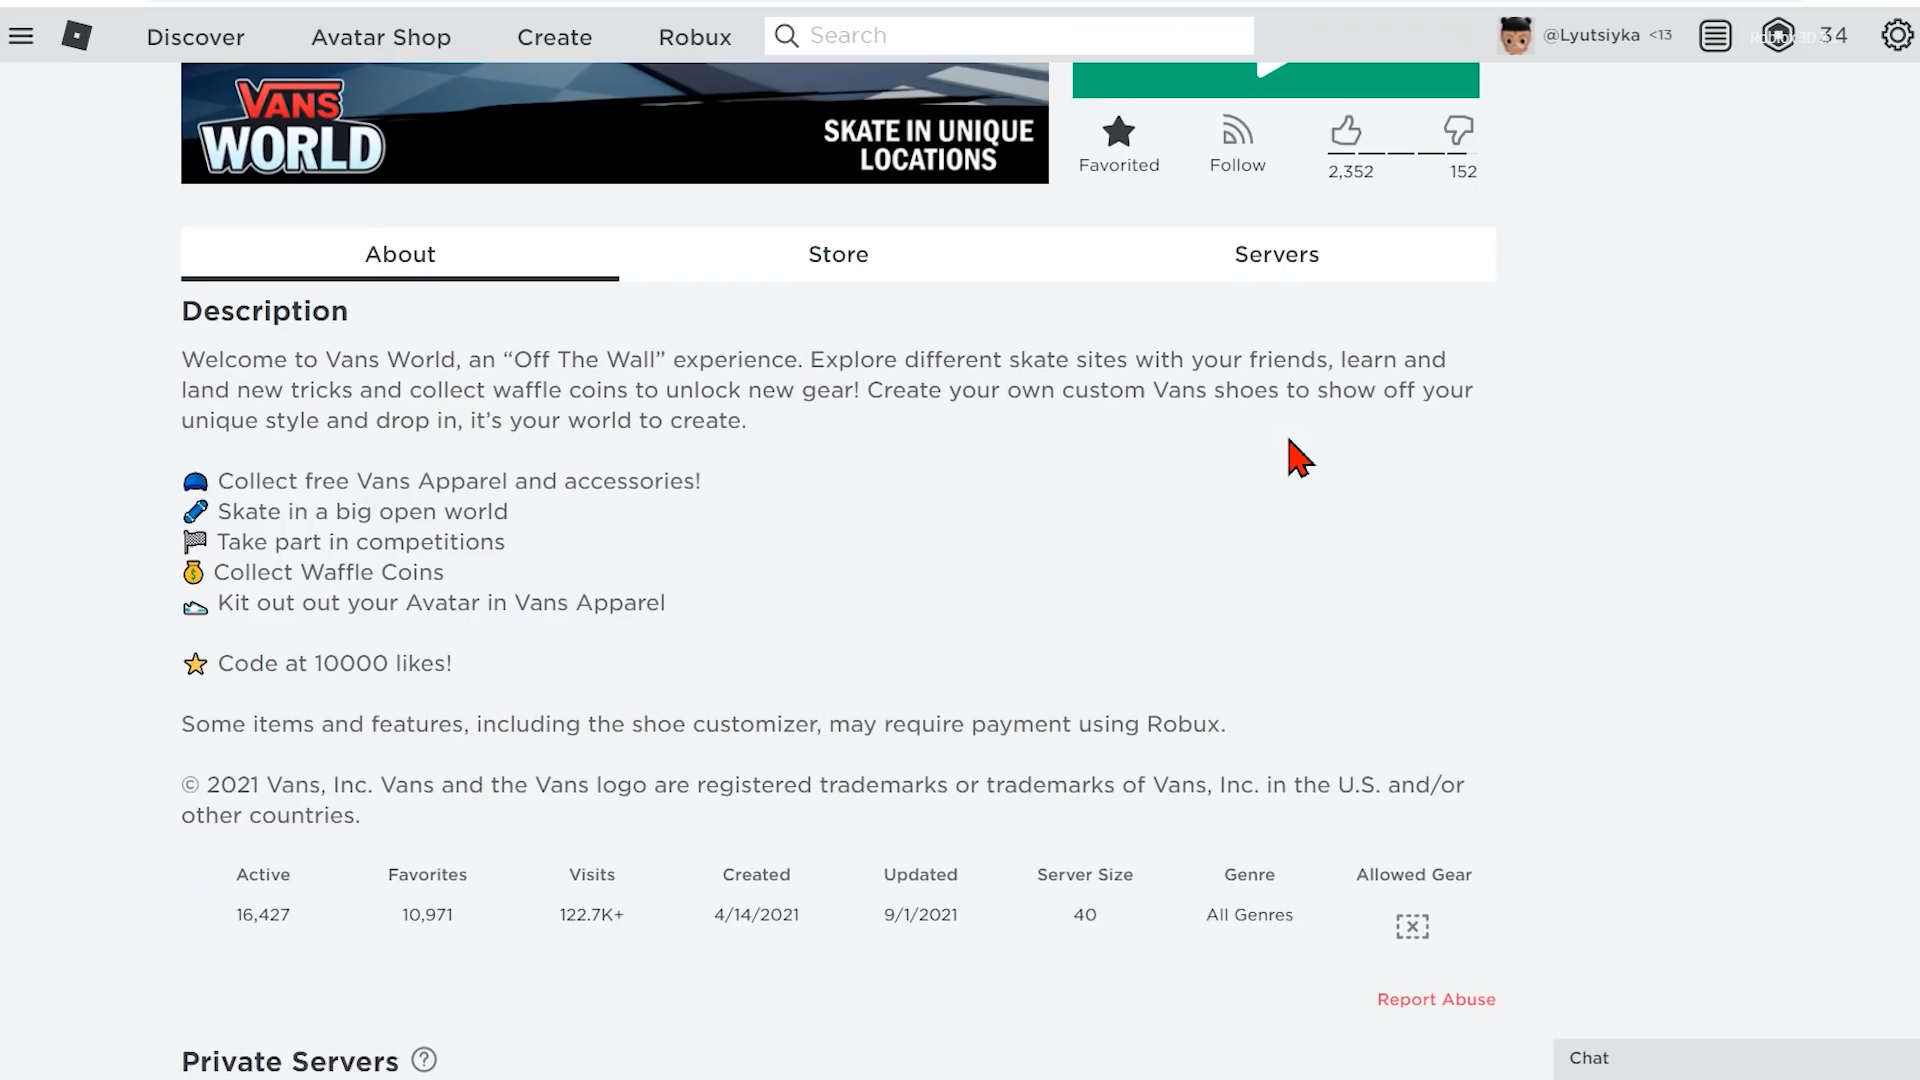 Discover Avatar Shop Create Robux Search @Lyutsiyka <13 34
VANS
WORLD
SKATE IN UNIQUE
LOCATIONS
Favorited Follow 2,352 152
About Store Servers
Description
Welcome to Vans World, an “Off The Wall” experience. Explore different skate sites with your friends, learn and
land new tricks and collect waffle coins to unlock new gear! Create your own custom Vans shoes to show off your
unique style and drop in, it’s your world to create.
Collect free Vans Apparel and accessories!
Skate in a big open world
Take part in competitions
Collect Waffle Coins
Kit out out your Avatar in Vans Apparel
Code at 10000 likes!
Some items and features, including the shoe customizer, may require payment using Robux.
© 2021 Vans, Inc. Vans and the Vans logo are registered trademarks or trademarks of Vans, Inc. in the U.S. and/or
other countries.
Active Favorites Visits Created Updated Server Size Genre Allowed Gear
16,427 10,971 122.7K+ 4/14/2021 9/1/2021 40 All Genres
Report Abuse
Private Servers
Chat